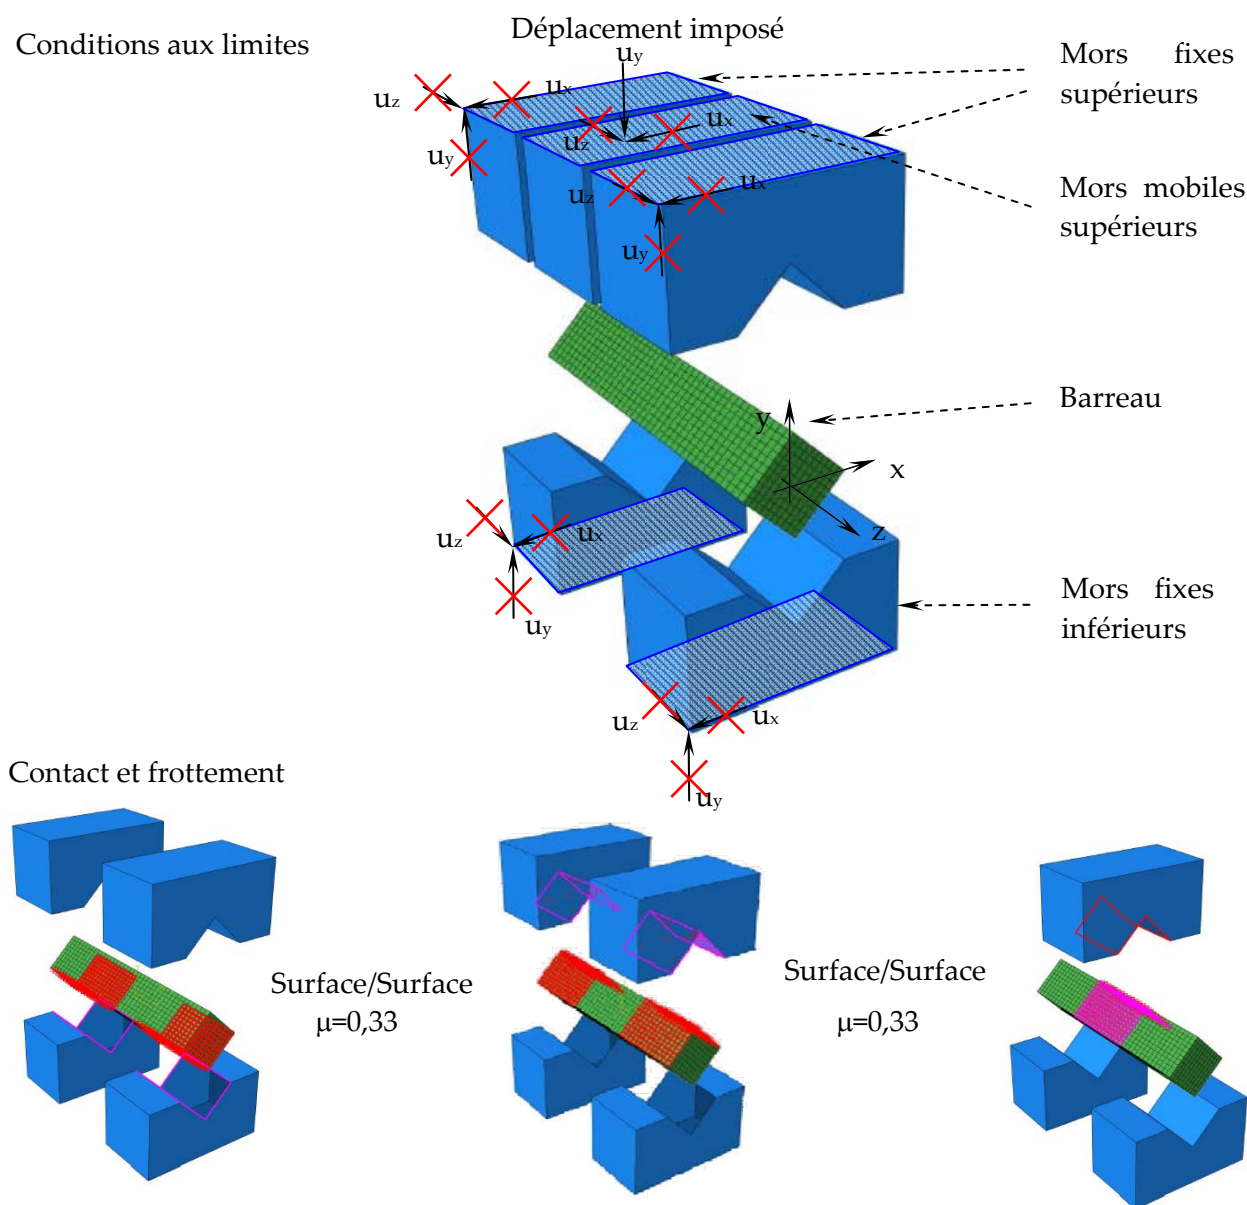 Conditions aux limites
Déplacement imposé
uy
Mors fixes
supérieurs
uz
ux
ux
uz
uy
uz
ux
Mors mobiles
supérieurs
uy
Barreau
y
x
z
uz
ux
uy
Mors fixes
inférieurs
uz
ux
uy
Contact et frottement
Surface/Surface
µ=0,33
Surface/Surface
µ=0,33